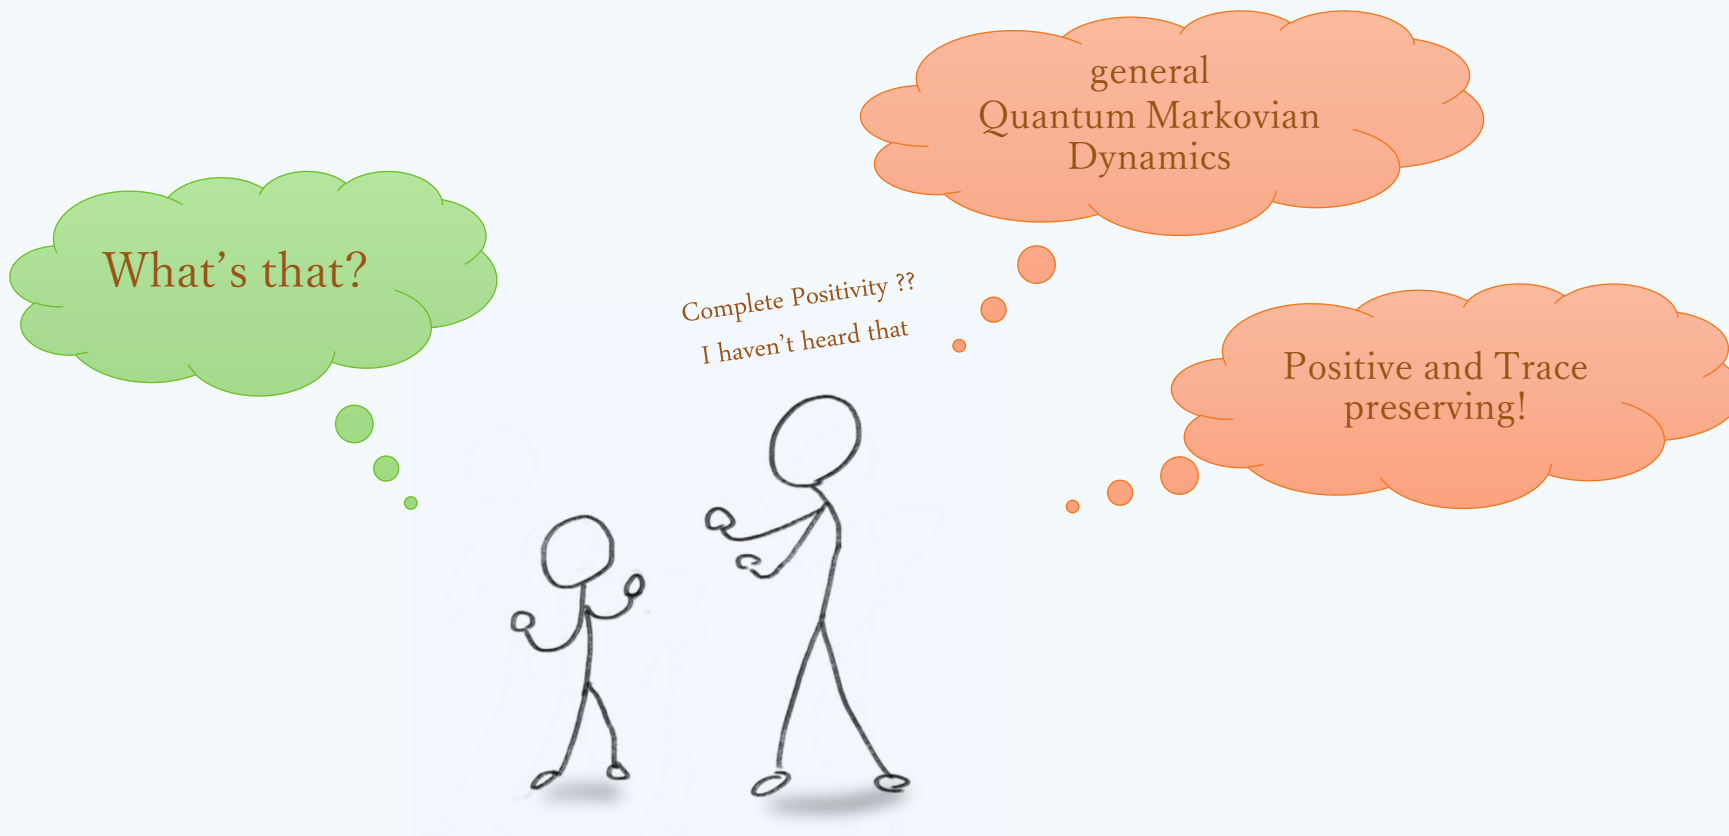 general
Quantum Markovian
Dynamics
What's that?
Complete Positivity ??
I haven't heard that
Positive and Trace
preserving!